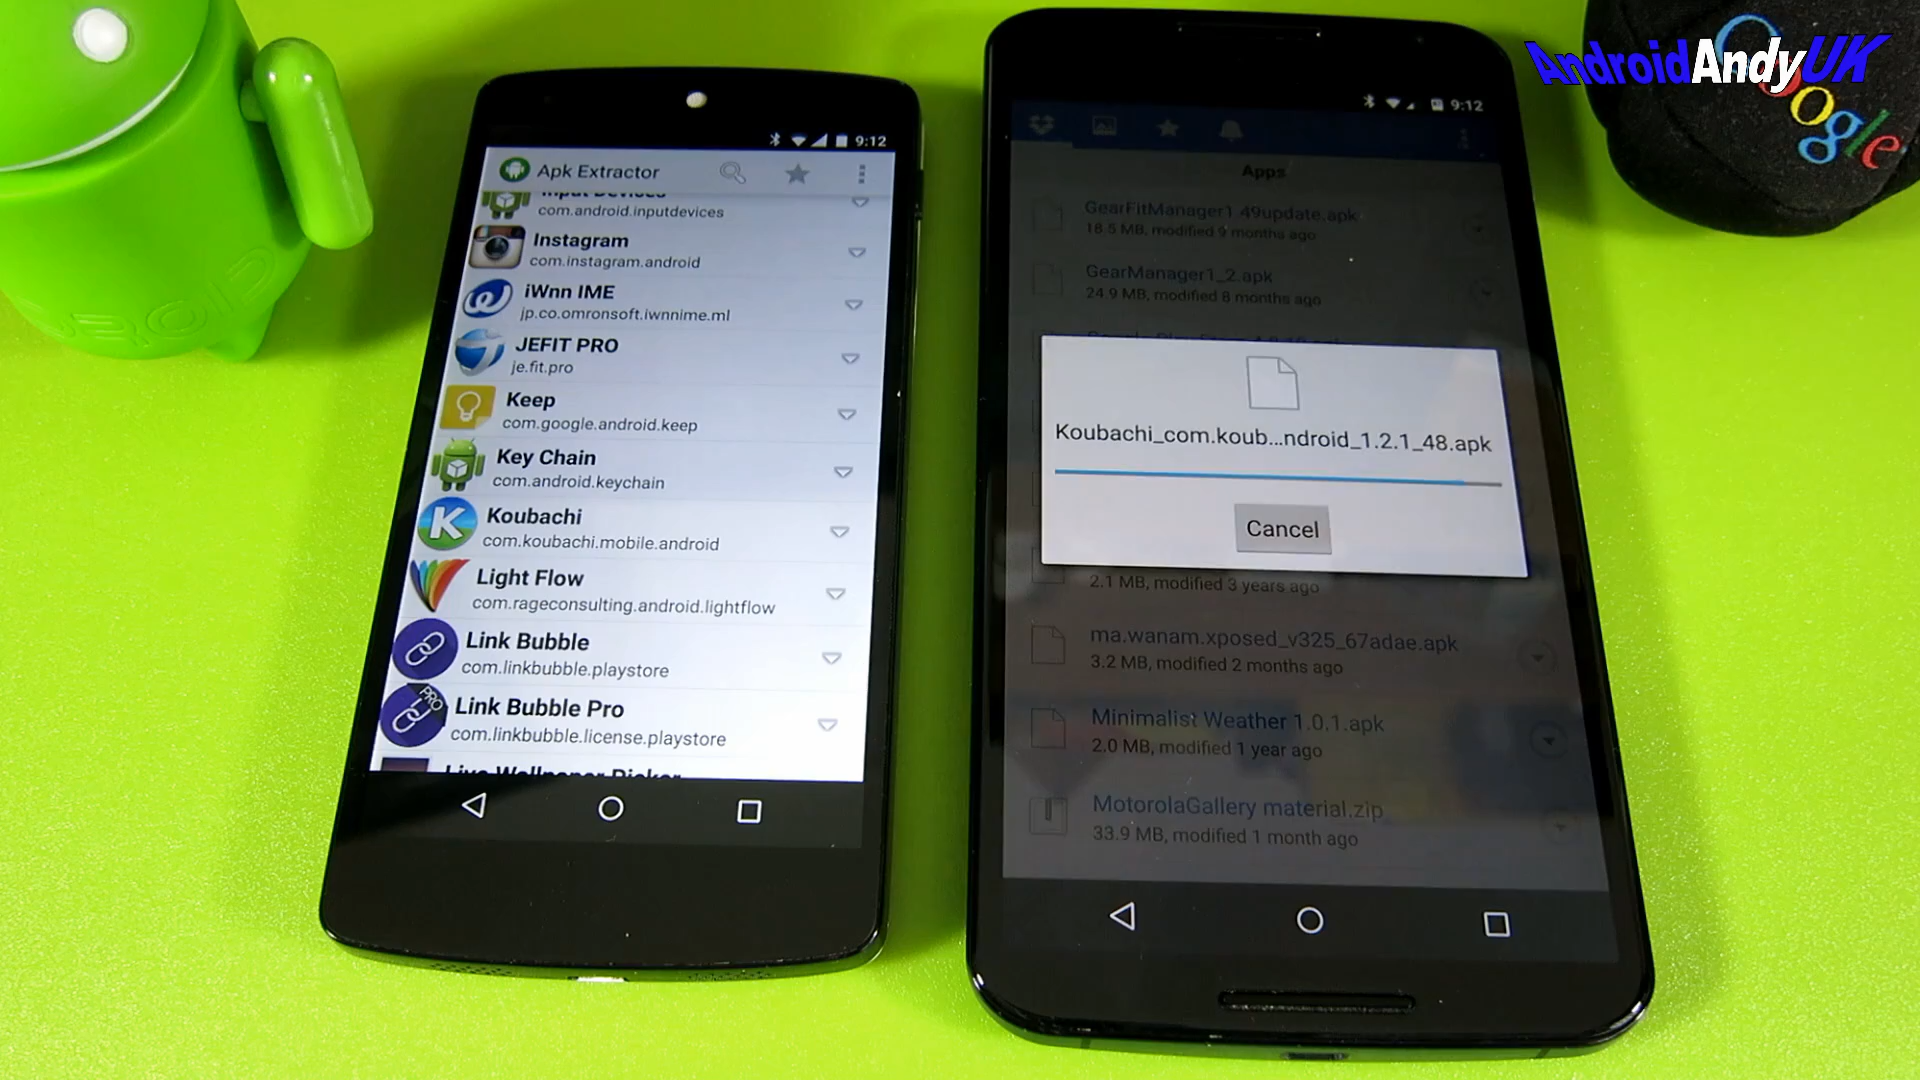 AndroidAndyUK
Google
9:12
Apk Extractor
Input Devices
com.android.inputdevices
Instagram
com.instagram.android
iWnn IME
jp.co.omronsoft.iwnnime.ml
JEFIT PRO
je.fit.pro
Keep
com.google.android.keep
Key Chain
com.android.keychain
Koubachi
com.koubachi.mobile.android
Light Flow
com.rageconsulting.android.lightflow
Link Bubble
com.linkbubble.playstore
PRO
Link Bubble Pro
com.linkbubble.license.playstore
Live Wallpaper Picker
9:12
Apps
GearFitManager1 49update.apk
18.5 MB, modified 9 months ago
GearManager1_2.apk
24.9 MB, modified 8 months ago
Koubachi_com.koub...ndroid_1.2.1_48.apk
Cancel
2.1 MB, modified 3 years ago
ma.wanam.xposed_v325_67adae.apk
3.2 MB, modified 2 months ago
Minimalist Weather 1.0.1.apk
2.0 MB, modified 1 year ago
MotorolaGallery material.zip
33.9 MB, modified 1 month ago